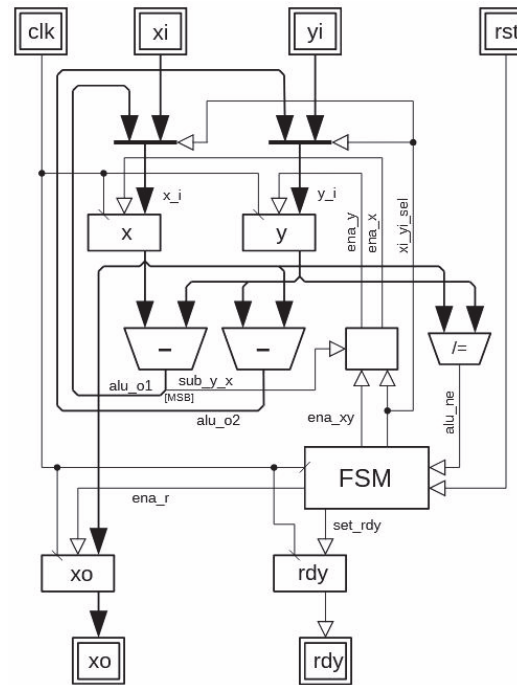 clk
xi
yi
rst
x_i
y_i
ena_y
ena_x
xi_yi_sel
x
y
–
–
/=
alu_o1
sub_y_x
[MSB]
alu_o2
ena_xy
alu_ne
FSM
ena_r
set_rdy
xo
rdy
xo
rdy